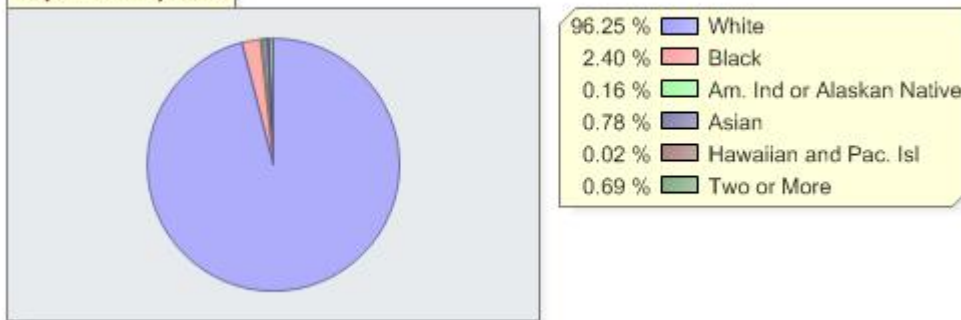 96.25 % White
2.40 % Black
0.16 % Am. Ind or Alaskan Native
0.78 % Asian
0.02 % Hawaiian and Pac. Isl
0.69 % Two or More